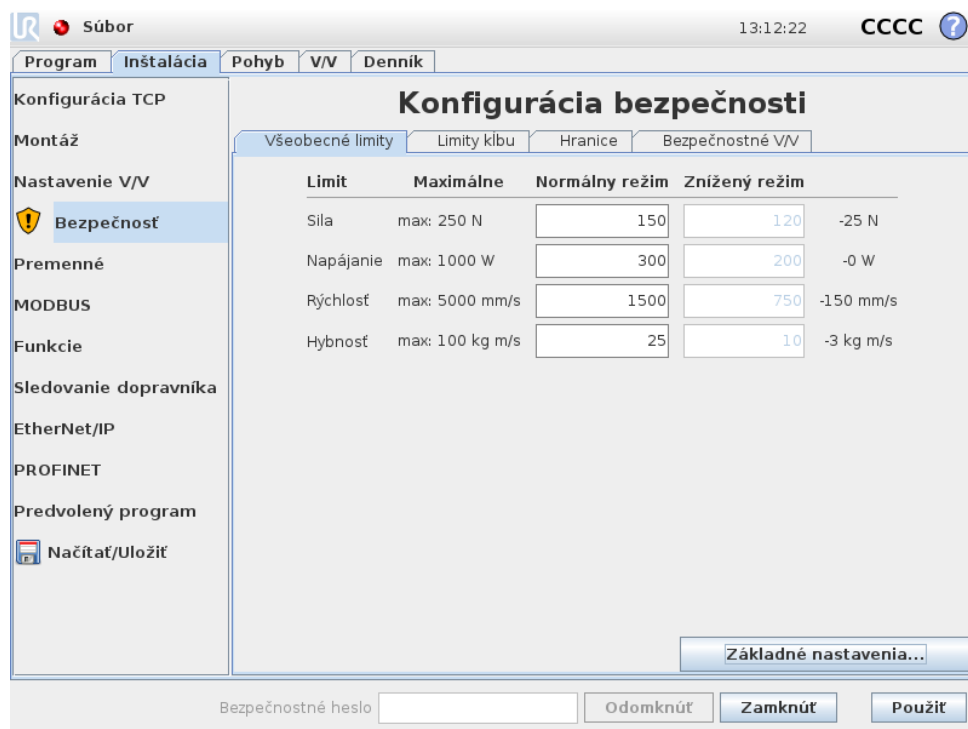 UR Súbor 13:12:22 CCCC ?
Program Inštalácia Pohyb V/V Denník
Konfigurácia TCP
Montáž
Nastavenie V/V
Bezpečnosť
Premenné
MODBUS
Funkcie
Sledovanie dopravníka
EtherNet/IP
PROFINET
Predvolený program
Načítať/Uložiť
Konfigurácia bezpečnosti
Všeobecné limity Limity kĺbu Hranice Bezpečnostné V/V
Limit Maximálne Normálny režim Znížený režim
Sila max: 250 N 150 120 -25 N
Napájanie max: 1000 W 300 200 -0 W
Rýchlosť max: 5000 mm/s 1500 750 -150 mm/s
Hybnosť max: 100 kg m/s 25 10 -3 kg m/s
Základné nastavenia...
Bezpečnostné heslo Odomknúť Zamknúť Použiť